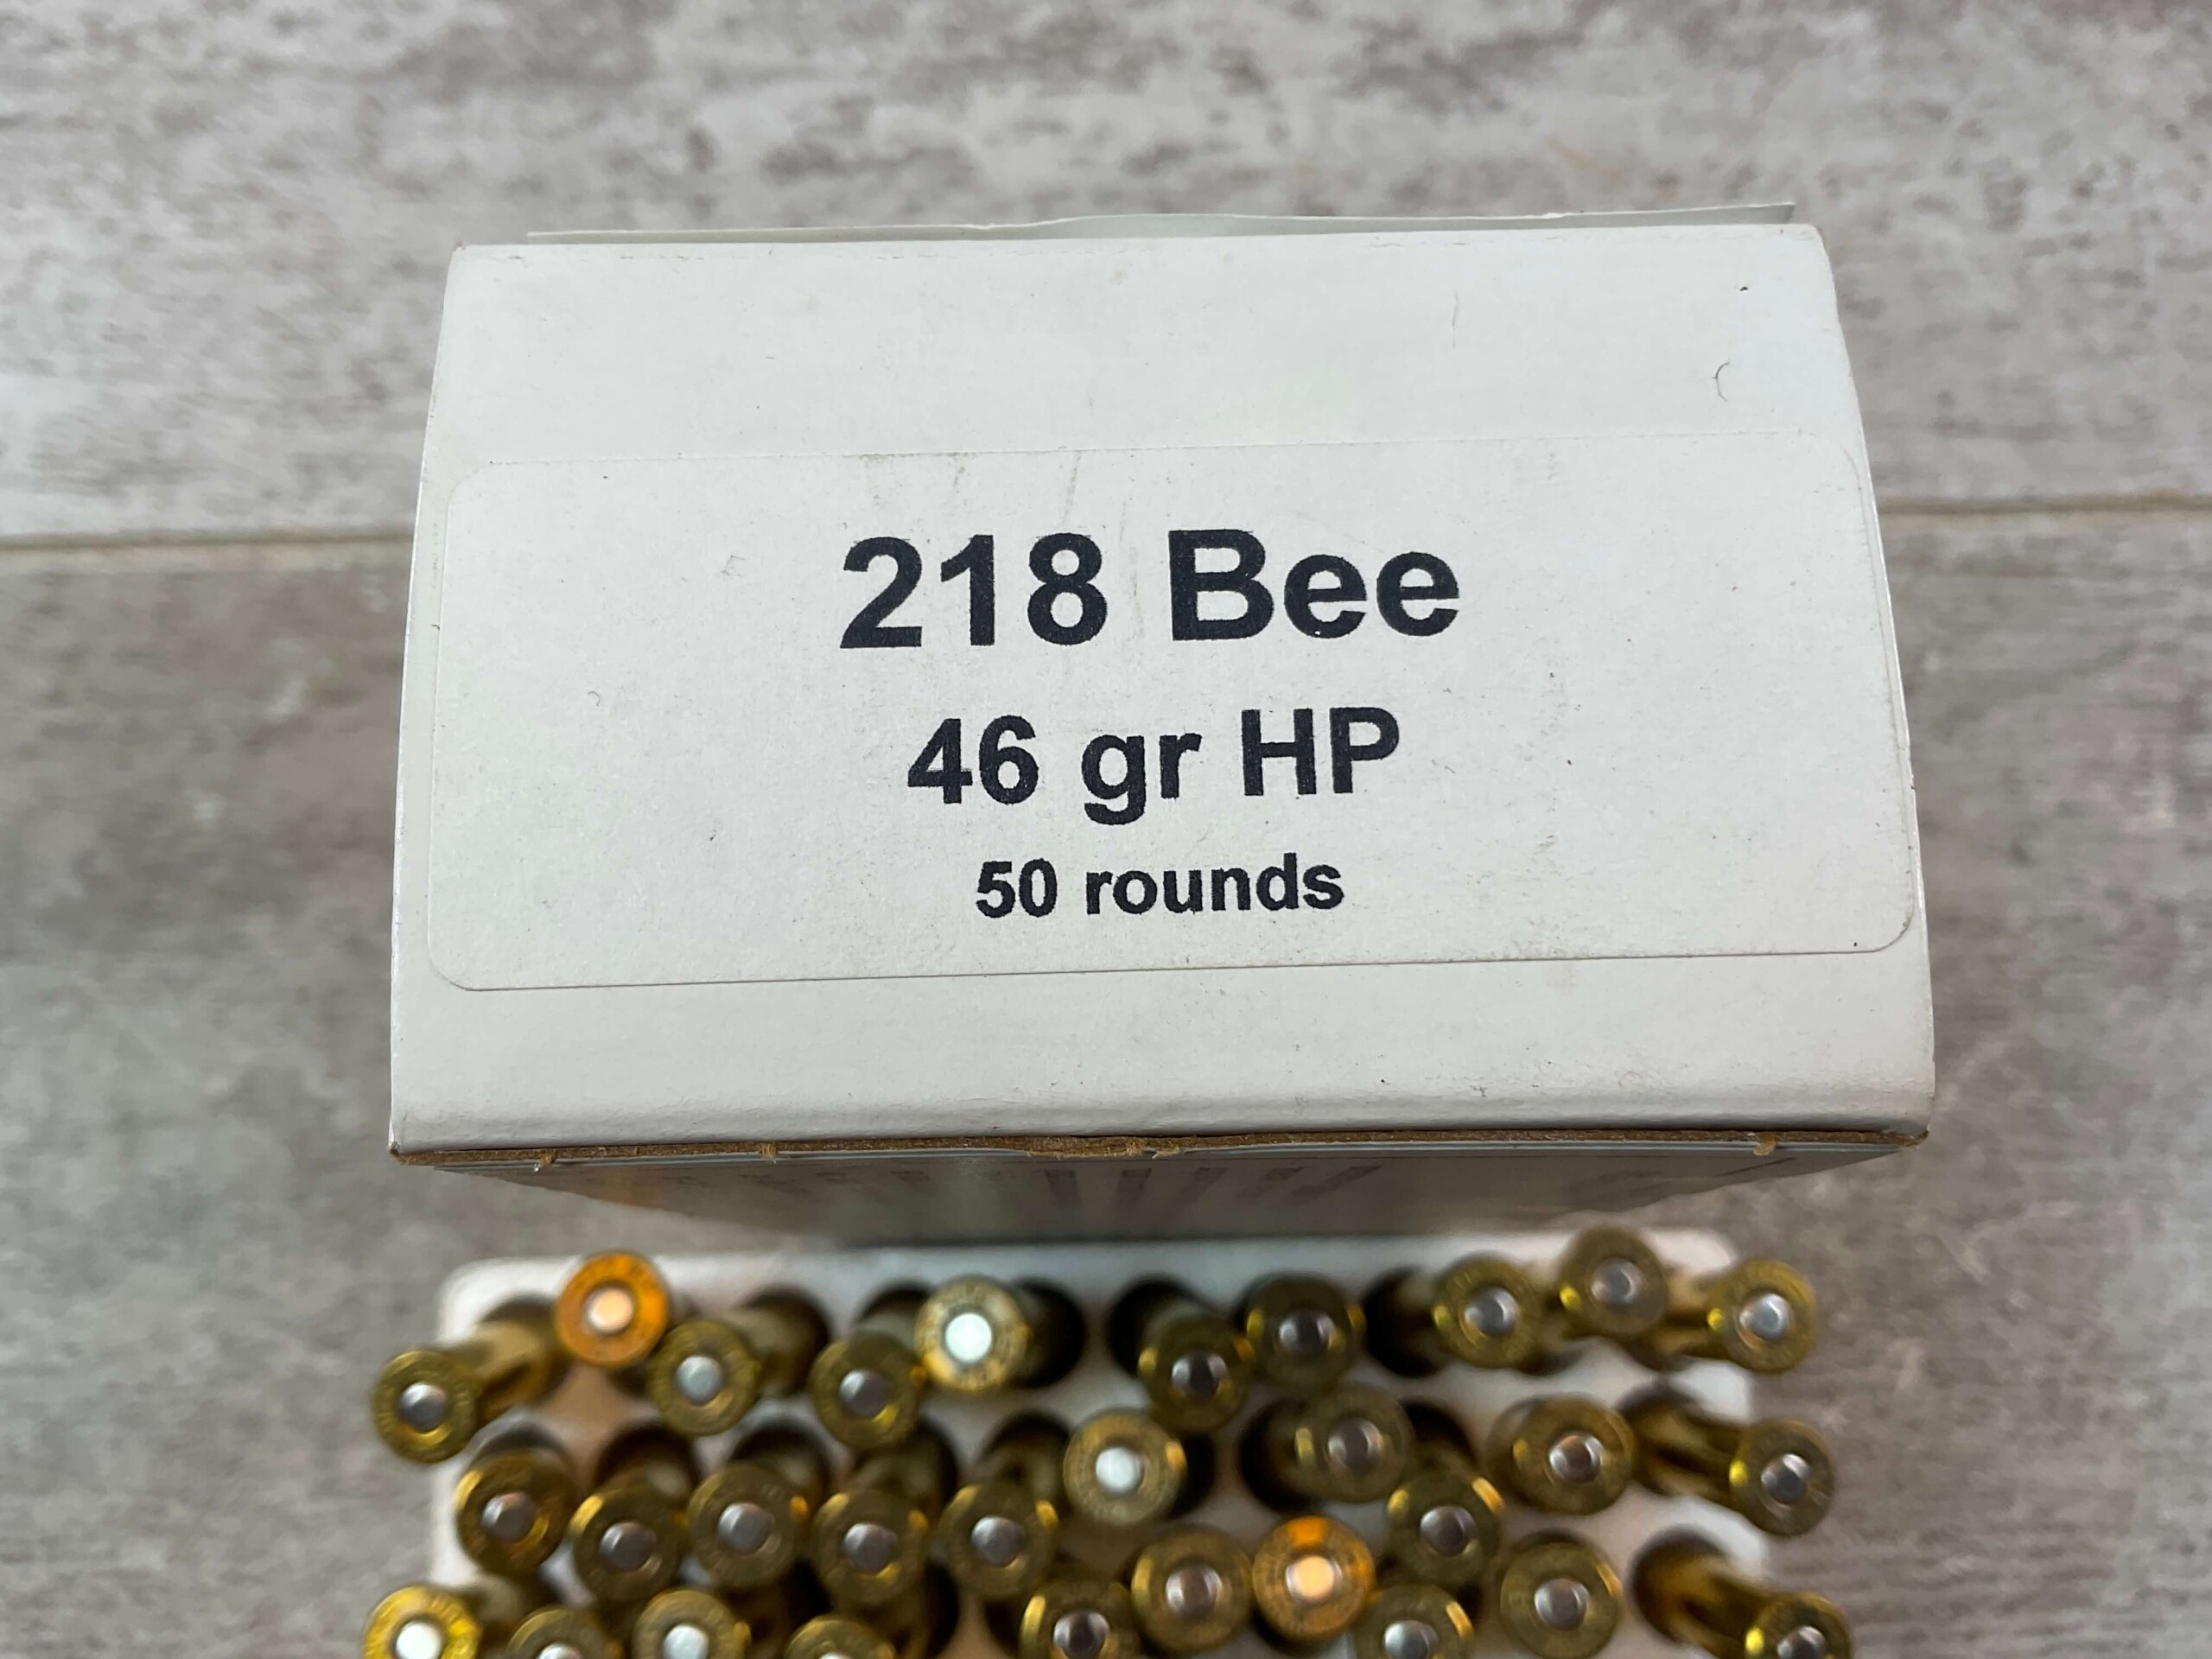 218 Bee
46 gr HP
50 rounds